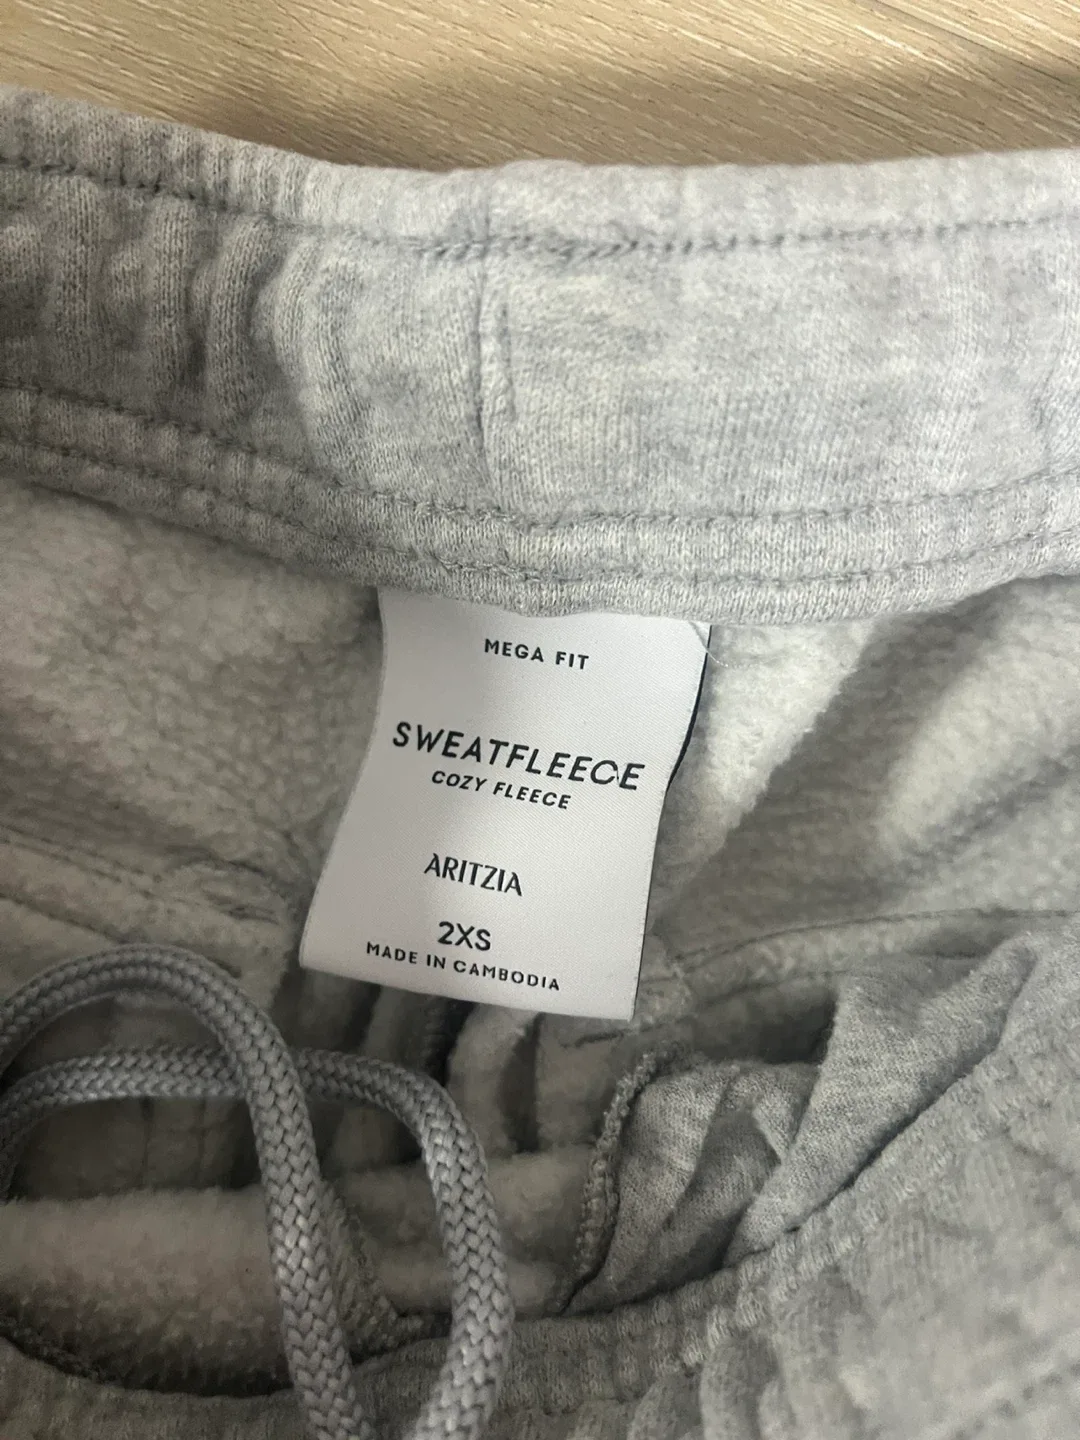 MEGA FIT
SWEATFLEECE
COZY FLEECE
ARITZIA
2XS
MADE IN CAMBODIA